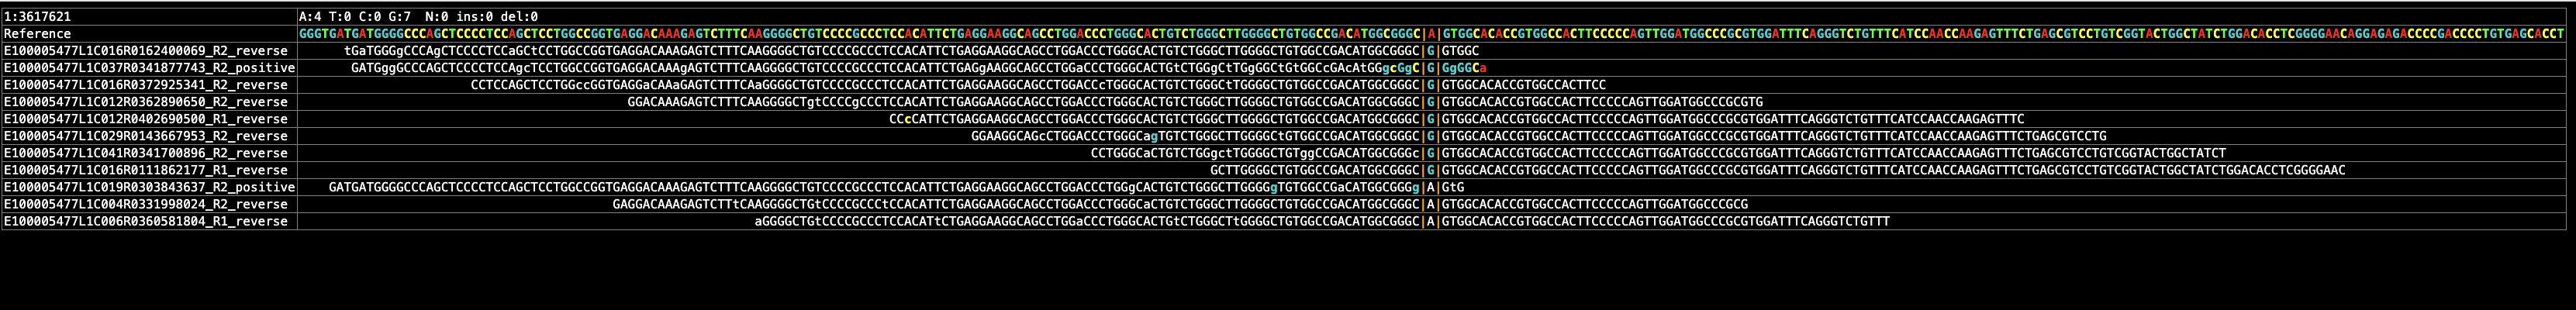 1:3617621 A:4 T:0 C:0 G:7 N:0 ins:0 del:0
Reference GGGTGATGATGGGGCCCAGCTCCCCTCCAGCTCCTGGCCGGTGAGGACAAAGAGTCTTTCAAGGGGCTGTCCCCGCCCTCCACATTCTGAGGAAGGCAGCCTGGACCCTGGGCACTGTCTGGGCTTGGGGCTGTGGCCGACATGGCGGGC|A|GTGGCACACCGTGGCCACTTCCCCCAGTTGGATGGCCCGCGTGGATTTCAGGGTCTGTTTCATCCAACCAAGAGTTTCTGAGCGTCCTGTCGGTACTGGCTATCTGGACACCTCGGGGAACAGGAGAGACCCCGACCCCTGTGAGCACCT
E100005477L1C016R0162400069_R2_reverse tGaTGGGgCCCAgCTCCCCTCCaGCtCCTGGCCGGTGAGGACAAAGAGTCTTTCAAGGGGCTGTCCCCGCCCTCCACATTCTGAGGAAGGCAGCCTGGACCCTGGGCACTGTCTGGGCTTGGGGCTGTGGCCGACATGGCGGGC|G|GTGGC
E100005477L1C037R0341877743_R2_positive GATGggGCCCAGCTCCCCTCCAgcTCCTGGCCGGTGAGGACAAAgAGTCTTTCAAGGGGCTGTCCCCGCCCTCCACATTCTGAGgAAGGCAGCCTGGaCCCTGGGCACTGtCTGGgCtTGgGGCtGtGGCcGACAtGGgcGgC|G|GgGGCa
E100005477L1C016R0372925341_R2_reverse CCTCCAGCTCCTGGccGGTGAGGaCAAaGAGTCTTTCAaGGGGCTGTCCCCGCCCTCCACATTCTGAGGAAGGCAGCCTGGACCcTGGGCACTGTCTGGGCtTGGGGCTGTGGCCGACATGGCGGGC|G|GTGGCACACCGTGGCCACTTCC
E100005477L1C012R0362890650_R2_reverse GGACAAAGAGTCTTTCAAGGGGCTgtCCCCgCCCTCCACATTCTGAGGAAGGCAGCCTGGACCCTGGGCACTGTCTGGGCTTGGGGCTGTGGCCGACATGGCGGGC|G|GTGGCACACCGTGGCCACTTCCCCCAGTTGGATGGCCCGCGTG
E100005477L1C012R0402690500_R1_reverse CCcCATTCTGAGGAAGGCAGCCTGGACCCTGGGCACTGTCTGGGCTTGGGGCTGTGGCCGACATGGCGGGC|G|GTGGCACACCGTGGCCACTTCCCCCAGTTGGATGGCCCGCGTGGATTTCAGGGTCTGTTTCATCCAACCAAGAGTTTC
E100005477L1C029R0143667953_R2_reverse GGAAGGCAGcCTGGACCCTGGGCagTGTCTGGGCTTGGGGCtGTGGCCGACATGGCGGGC|G|GTGGCACACCGTGGCCACTTCCCCCAGTTGGATGGCCCGCGTGGATTTCAGGGTCTGTTTCATCCAACCAAGAGTTTCTGAGCGTCCTG
E100005477L1C041R0341700896_R2_reverse CCTGGGCaCTGTCTGGgctTGGGGCTGTggCCGACATGGCGGGc|G|GTGGCACACCGTGGCCACTTCCCCCAGTTGGATGGCCCGCGTGGATTTCAGGGTCTGTTTCATCCAACCAAGAGTTTCTGAGCGTCCTGTCGGTACTGGCTATCT
E100005477L1C016R0111862177_R1_reverse GCTTGGGGCTGTGGCCGACATGGCGGGC|G|GTGGCACACCGTGGCCACTTCCCCCAGTTGGATGGCCCGCGTGGATTTCAGGGTCTGTTTCATCCAACCAAGAGTTTCTGAGCGTCCTGTCGGTACTGGCTATCTGGACACCTCGGGGAAC
E100005477L1C019R0303843637_R2_positive GATGATGGGGCCCAGCTCCCCTCCAGCTCCTGGCCGGTGAGGACAAAGAGTCTTTCAAGGGGCTGTCCCCGCCCTCCACATTCTGAGGAAGGCAGCCTGGACCCTGGgCACTGTCTGGGCTTGGGGgTGTGGCCGaCATGGCGGGg|A|GtG
E100005477L1C004R0331998024_R2_reverse GAGGACAAAGAGTCTTtCAAGGGGCTGtCCCCGCCCtCCACATTCTGAGGAAGGCAGCCTGGACCCTGGGCaCTGTCTGGGCTTGGGGCTGTGGCCGACATGGCGGGC|A|GTGGCACACCGTGGCCACTTCCCCCAGTTGGATGGCCCGCG
E100005477L1C006R0360581804_R1_reverse aGGGGCTGtCCCCGCCCTCCACATtCTGAGGAAGGCAGCCTGGaCCCTGGGCACTGtCTGGGCTtGGGGCTGTGGCCGACATGGCGGGC|A|GTGGCACACCGTGGCCACTTCCCCCAGTTGGATGGCCCGCGTGGATTTCAGGGTCTGTTT